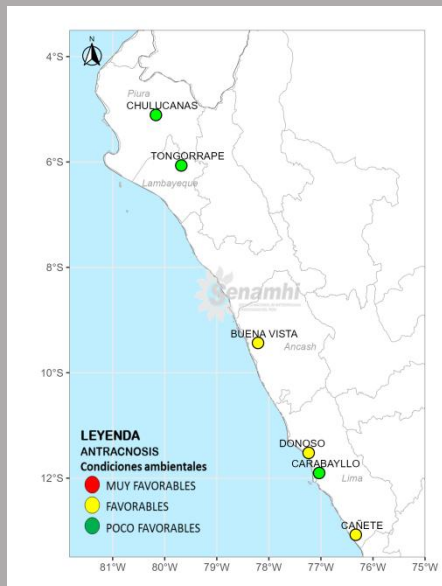 N
4°S
Piura
CHULUCANAS
TONGORRAPE
6°S
Lambayeque
8°S
Senamhi
BUENA VISTA
Ancash
10°S
DONOSO
CARABAYLLO
Lima
12°S
CAÑETE
LEYENDA
ANTRACNOSIS
Condiciones ambientales
MUY FAVORABLES
FAVORABLES
POCO FAVORABLES
81°W 80°W 79°W 78°W 77°W 76°W 75°W